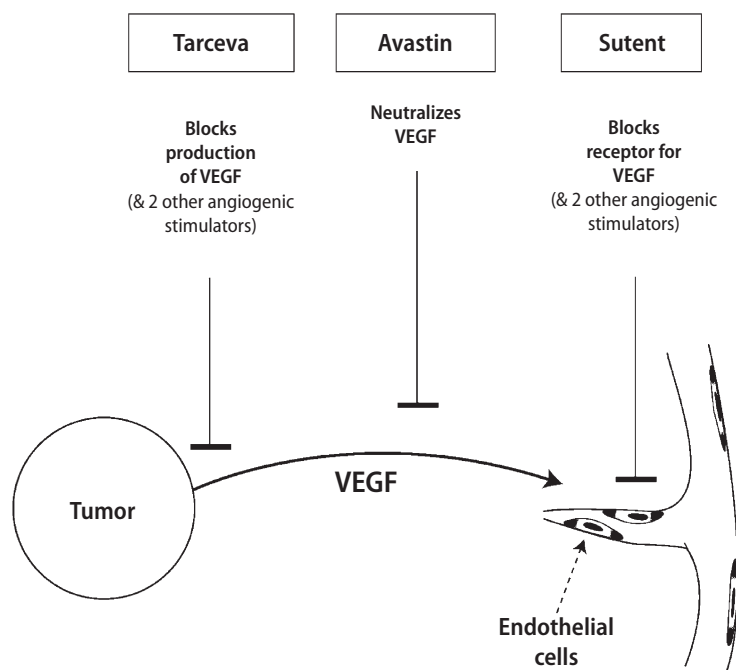 Tarceva
Avastin
Sutent
Blocks
production
of VEGF
(& 2 other angiogenic
stimulators)
Neutralizes
VEGF
Blocks
receptor for
VEGF
(& 2 other angiogenic
stimulators)
Tumor
VEGF
Endothelial
cells